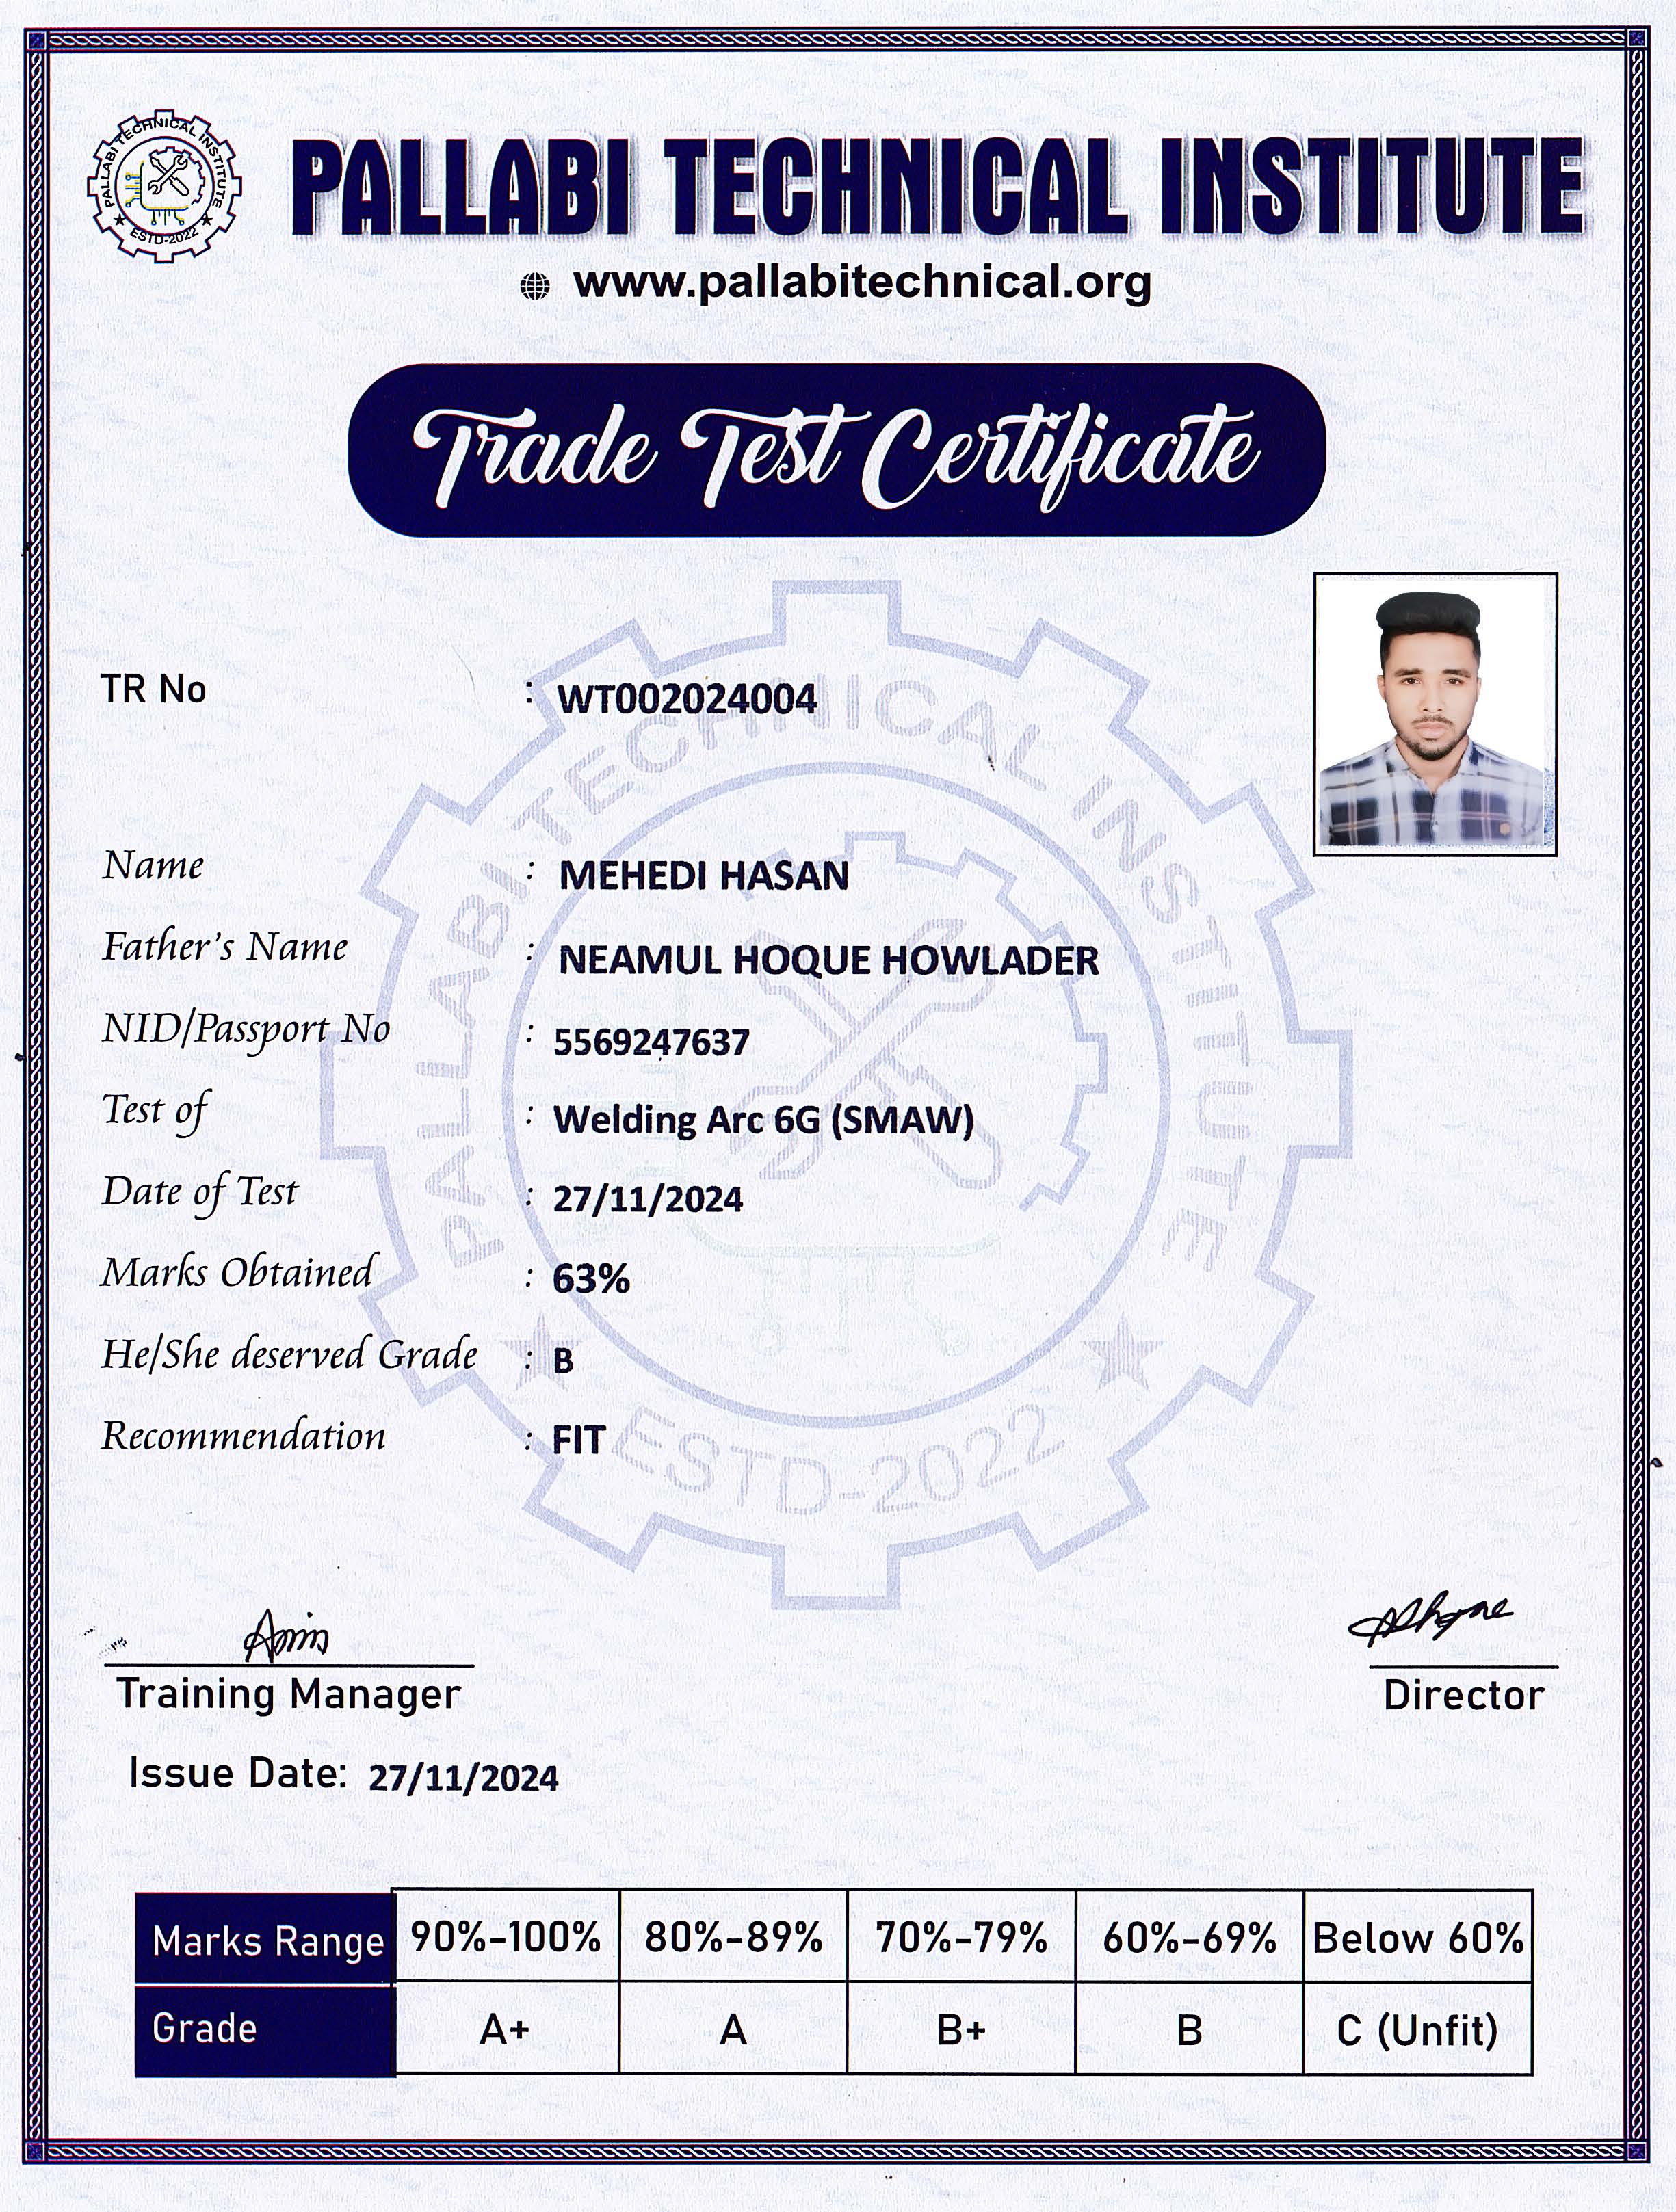 PALLABI TECHNICAL INSTITUTE
ESTD-2022
PALLABI TECHNICAL INSTITUTE
www.pallabitechnical.org
Trade Test Certificate
TR No : WT002024004
Name : MEHEDI HASAN
Father's Name : NEAMUL HOQUE HOWLADER
NID/Passport No : 5569247637
Test of : Welding Arc 6G (SMAW)
Date of Test : 27/11/2024
Marks Obtained : 63%
He/She deserved Grade : B
Recommendation : FIT
PALLABI TECHNICAL INSTITUTE
ESTD-2022
Training Manager
Director
Issue Date: 27/11/2024
Marks Range 90%-100% 80%-89% 70%-79% 60%-69% Below 60%
Grade A+ A B+ B C (Unfit)